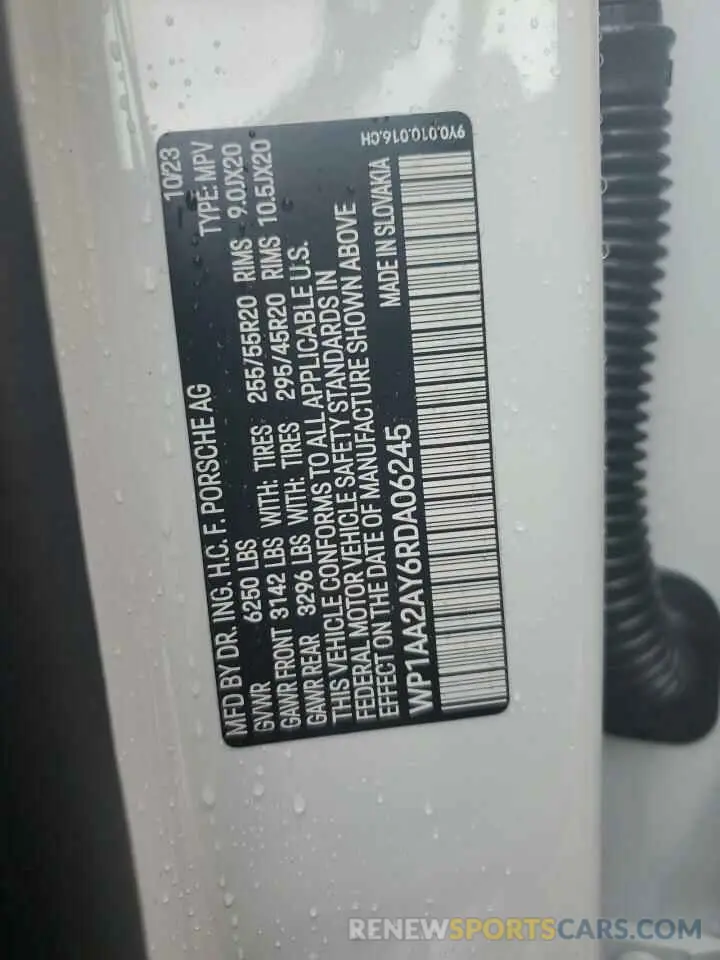 MFD BY DR. ING. H.C. F. PORSCHE AG 10/23
GVWR 6250 LBS TYPE: MPV
GAWR FRONT 3142 LBS WITH: TIRES 255/55R20 RIMS - 9.0JX20
GAWR REAR 3296 LBS WITH: TIRES 295/45R20 RIMS 10.5JX20
THIS VEHICLE CONFORMS TO ALL APPLICABLE U.S.
FEDERAL MOTOR VEHICLE SAFETY STANDARDS IN
EFFECT ON THE DATE OF MANUFACTURE SHOWN ABOVE
WP1AA2AY6RDA06245 MADE IN SLOVAKIA
9Y0.010.016.CH
RENEWSPORTSCARS.COM